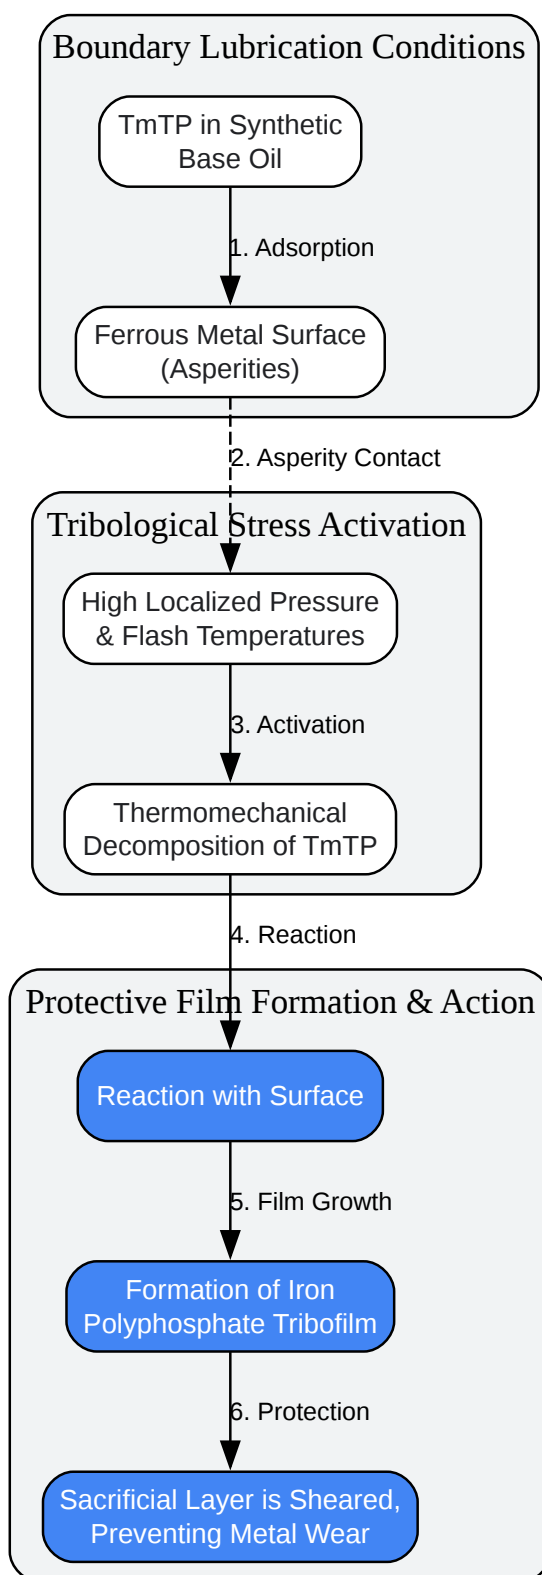 Boundary Lubrication Conditions
TmTP in Synthetic
Base Oil
1. Adsorption
Ferrous Metal Surface
(Asperities)
2. Asperity Contact
Tribological Stress Activation
High Localized Pressure
& Flash Temperatures
3. Activation
Thermomechanical
Decomposition of TmTP
4. Reaction
Protective Film Formation & Action
Reaction with Surface
5. Film Growth
Formation of Iron
Polyphosphate Tribofilm
6. Protection
Sacrificial Layer is Sheared,
Preventing Metal Wear